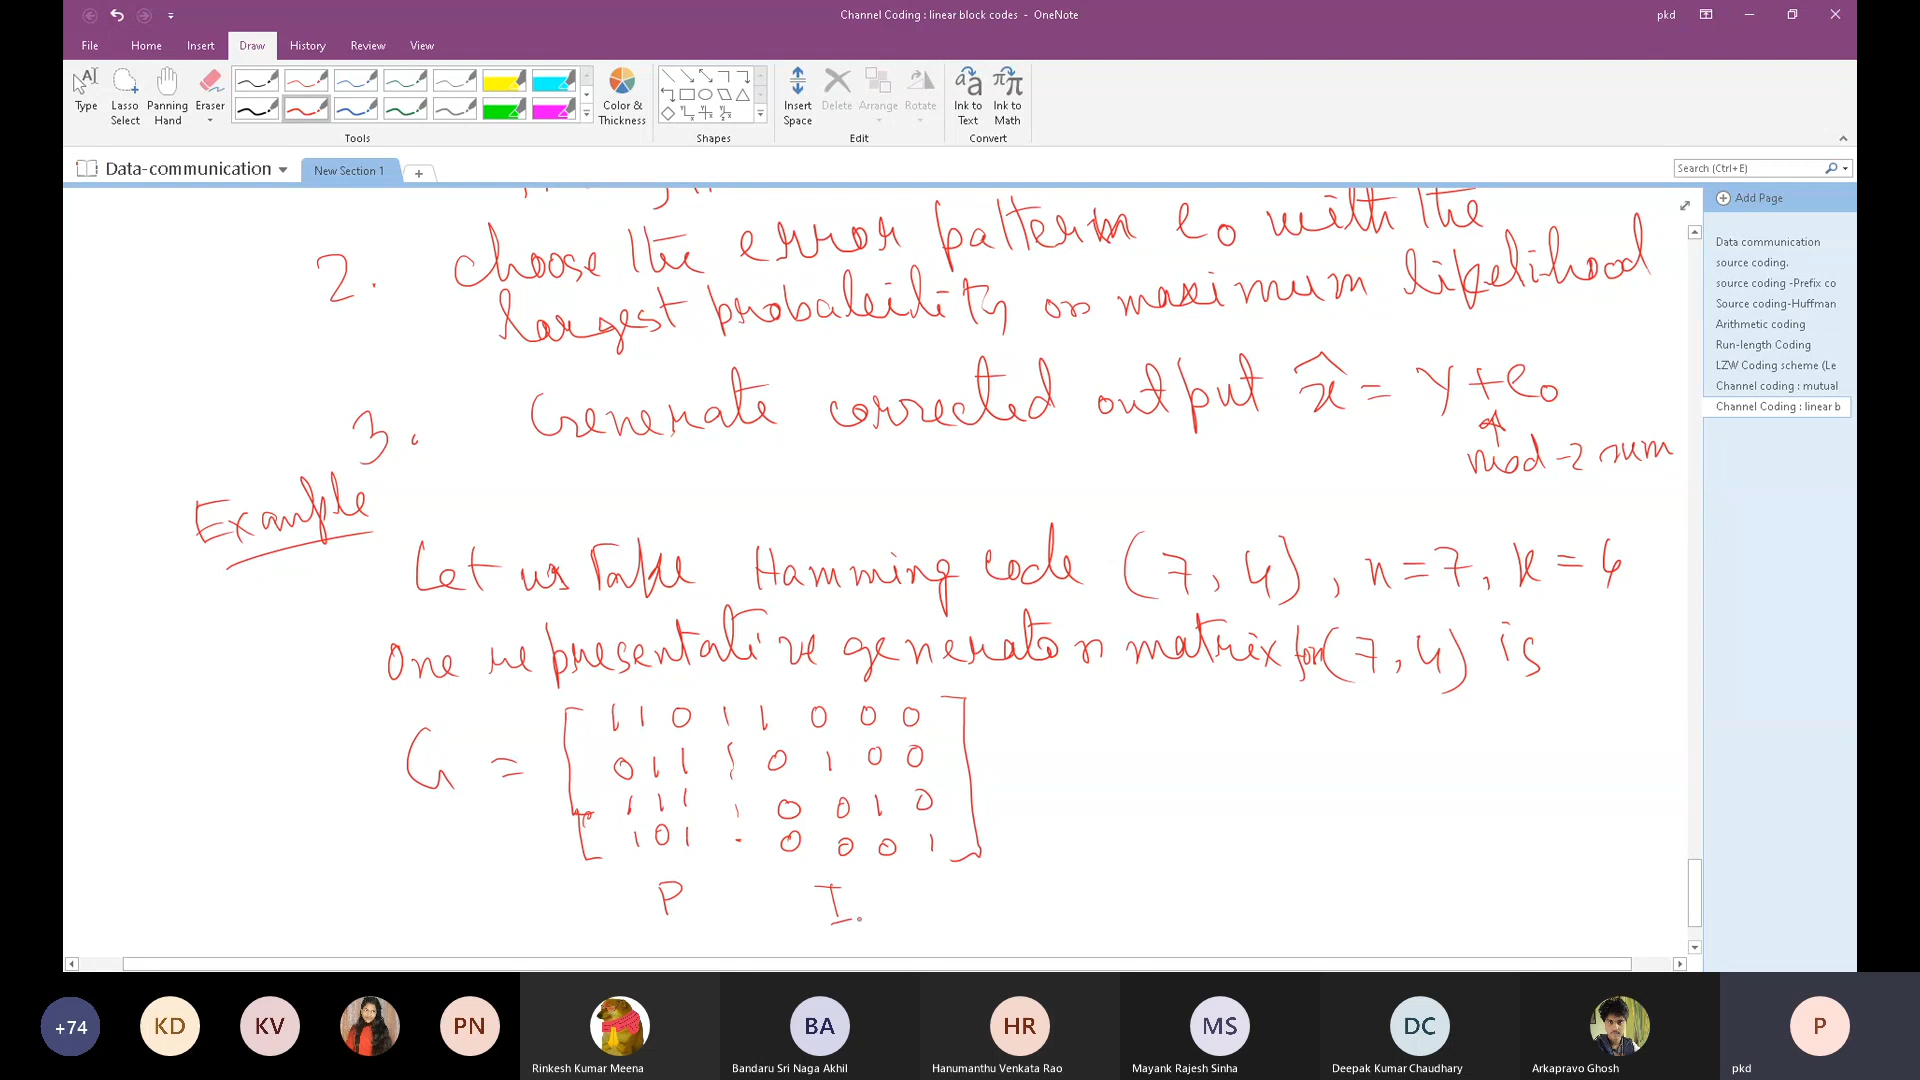 Channel Coding : linear block codes - OneNote
pkd
File Home Insert Draw History Review View
Type
Lasso Select
Panning Hand
Eraser
Color & Thickness
Insert Space
Delete
Arrange
Rotate
Ink to Text
Ink to Math
Tools
Shapes
Edit
Convert
Data-communication
New Section 1
Search (Ctrl+E)
Add Page
Data communication
source coding.
source coding -Prefix co
Source coding-Huffman
Arithmetic coding
Run-length Coding
LZW Coding scheme (Le
Channel coding : mutual
Channel Coding : linear b
2. choose the error pattern e0 with the
largest probability or maximum likelihood
3. Generate corrected output x̂ = y + e0
mod-2 sum
Example
Let us Take Hamming code (7, 4), n = 7, k = 4
One representative generator matrix for (7, 4) is
G = [ 1 1 0 ¦ 1 0 0 0
0 1 1 ¦ 0 1 0 0
1 1 1 ¦ 0 0 1 0
1 0 1 ¦ 0 0 0 1 ]
P I.
+74
KD
KV
PN
BA
HR
MS
DC
P
Rinkesh Kumar Meena
Bandaru Sri Naga Akhil
Hanumanthu Venkata Rao
Mayank Rajesh Sinha
Deepak Kumar Chaudhary
Arkapravo Ghosh
pkd